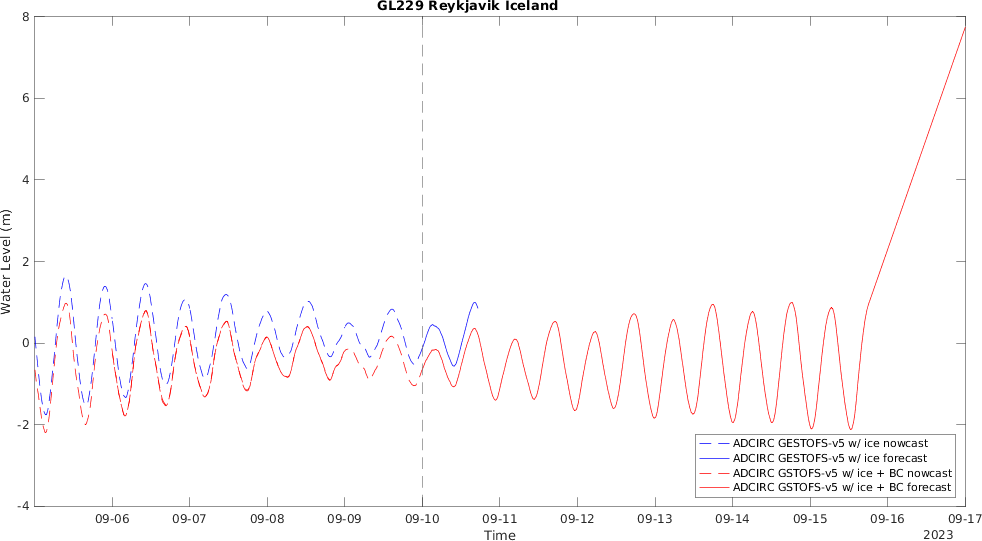 GL229 Reykjavik Iceland
8
6
4
2
0
-2
-4
Water Level (m)
ADCIRC GESTOFS-v5 w/ ice nowcast
ADCIRC GESTOFS-v5 w/ ice forecast
ADCIRC GSTOFS-v5 w/ ice + BC nowcast
ADCIRC GSTOFS-v5 w/ ice + BC forecast
09-06 09-07 09-08 09-09 09-10 09-11 09-12 09-13 09-14 09-15 09-16 09-17
Time
2023